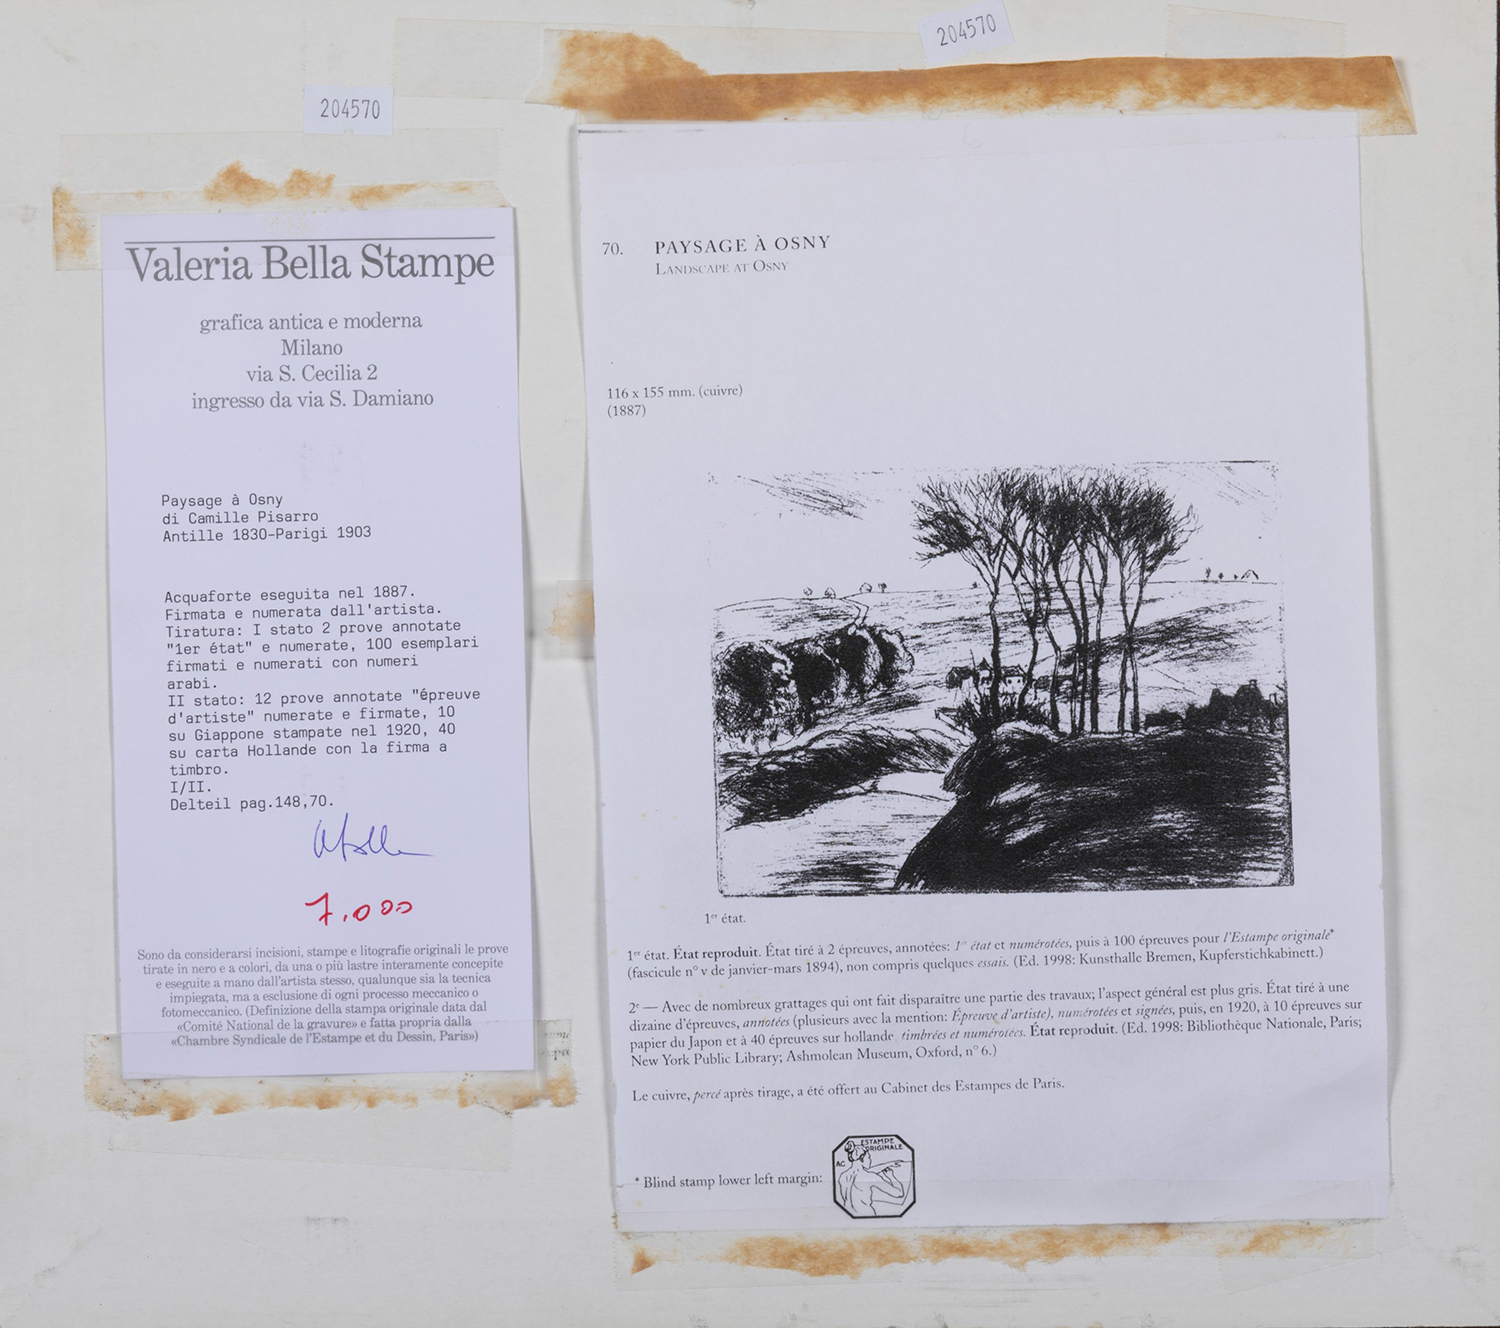 204570
204570
Valeria Bella Stampe
grafica antica e moderna
Milano
via S. Cecilia 2
ingresso da via S. Damiano
Paysage à Osny
di Camille Pisarro
Antille 1830-Parigi 1903
Acquaforte eseguita nel 1887.
Firmata e numerata dall'artista.
Tiratura: I stato 2 prove annotate
"1er état" e numerate, 100 esemplari
firmati e numerati con numeri
arabi.
II stato: 12 prove annotate "épreuve
d'artiste" numerate e firmate, 10
su Giappone stampate nel 1920, 40
su carta Hollande con la firma a
timbro.
I/II.
Delteil pag.148,70.
7.000
Sono da considerarsi incisioni, stampe e litografie originali le prove
tirate in nero e a colori, da una o più lastre interamente concepite
e eseguite a mano dall'artista stesso, qualunque sia la tecnica
impiegata, ma a esclusione di ogni processo meccanico o
fotomeccanico. (Definizione della stampa originale data dal
«Comité National de la gravure» e fatta propria dalla
«Chambre Syndicale de l'Estampe et du Dessin, Paris»)
70. PAYSAGE À OSNY
LANDSCAPE AT OSNY
116 x 155 mm. (cuivre)
(1887)
1er état.
1er état. État reproduit. État tiré à 2 épreuves, annotées: 1er état et numérotées, puis à 100 épreuves pour l'Estampe originale*
(fascicule n° v de janvier-mars 1894), non compris quelques essais. (Ed. 1998: Kunsthalle Bremen, Kupferstichkabinett.)
2e — Avec de nombreux grattages qui ont fait disparaître une partie des travaux; l'aspect général est plus gris. État tiré à une
dizaine d'épreuves, annotées (plusieurs avec la mention: Épreuve d'artiste), numérotées et signées, puis, en 1920, à 10 épreuves sur
papier du Japon et à 40 épreuves sur hollande timbrées et numérotées. État reproduit. (Ed. 1998: Bibliothèque Nationale, Paris;
New York Public Library; Ashmolean Museum, Oxford, n° 6.)
Le cuivre, percé après tirage, a été offert au Cabinet des Estampes de Paris.
* Blind stamp lower left margin:
ESTAMPE
ORIGINALE
AC